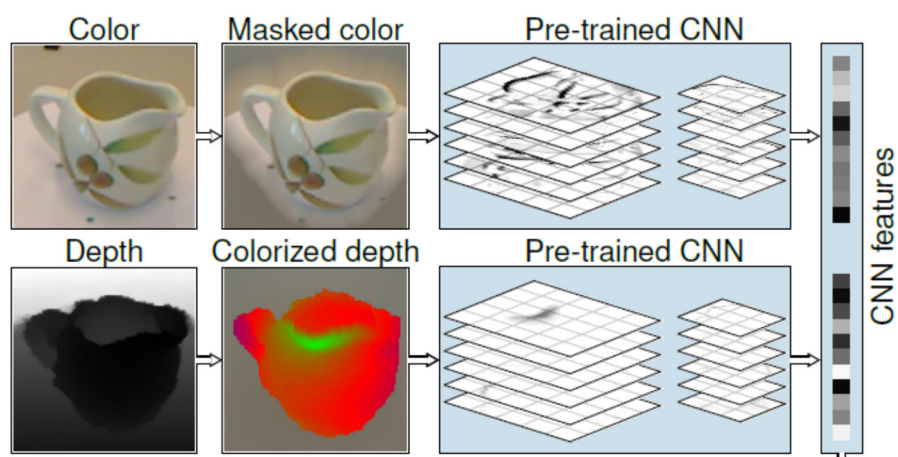 Color
Masked color
Pre-trained CNN
Depth
Colorized depth
Pre-trained CNN
CNN features